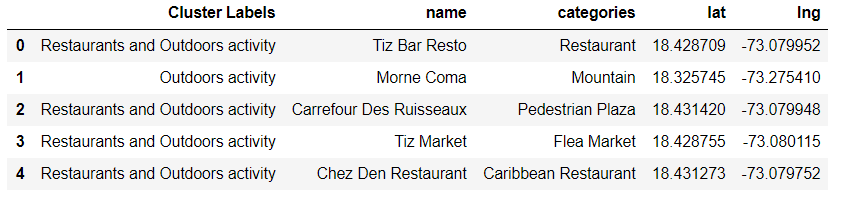 Cluster Labels name categories lat lng
0 Restaurants and Outdoors activity Tiz Bar Resto Restaurant 18.428709 -73.079952
1 Outdoors activity Morne Coma Mountain 18.325745 -73.275410
2 Restaurants and Outdoors activity Carrefour Des Ruisseaux Pedestrian Plaza 18.431420 -73.079948
3 Restaurants and Outdoors activity Tiz Market Flea Market 18.428755 -73.080115
4 Restaurants and Outdoors activity Chez Den Restaurant Caribbean Restaurant 18.431273 -73.079752